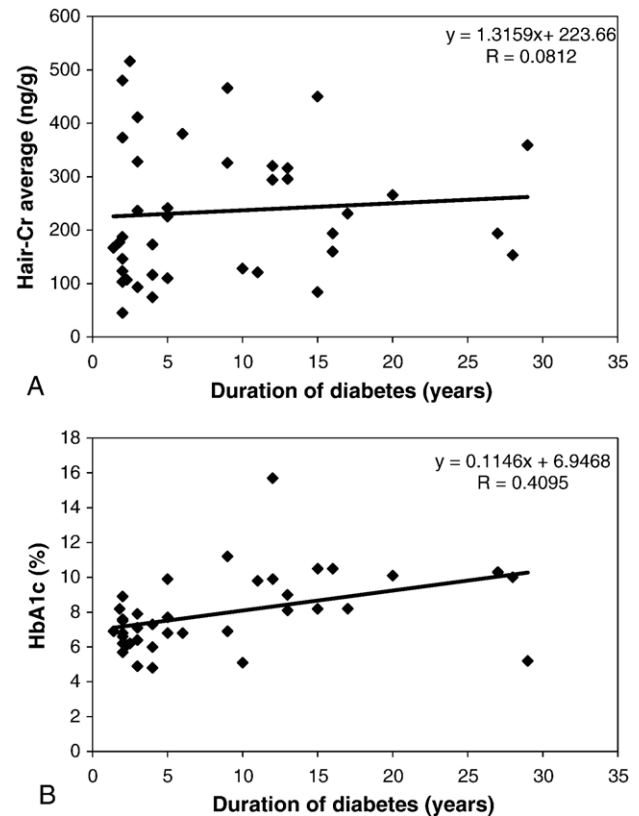 600
500
400
300
200
100
0
Hair-Cr average (ng/g)
y = 1.3159x+ 223.66
R = 0.0812
0 5 10 15 20 25 30 35
Duration of diabetes (years)
A
18
16
14
12
10
8
6
4
2
0
HbA1c (%)
y = 0.1146x + 6.9468
R = 0.4095
0 5 10 15 20 25 30 35
Duration of diabetes (years)
B